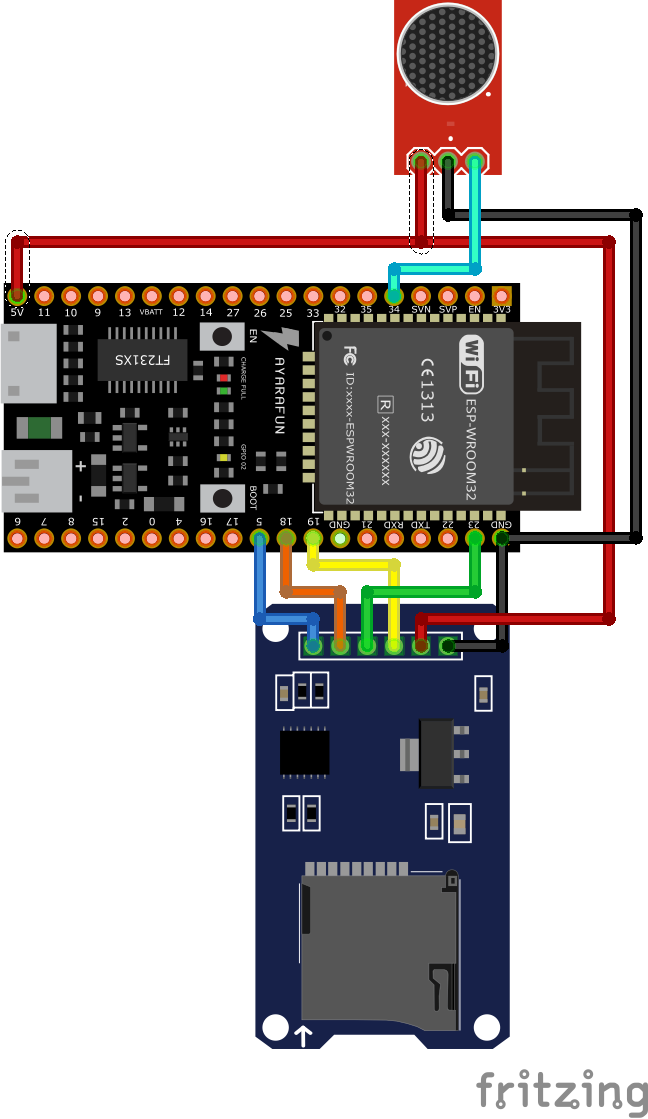 5V 11 10 9 13 VBATT 12 14 27 26 25 33 32 35 34 SVN SVP EN 3V3
FT231XS
EN
CHARGE FULL
AYARAFUN
GPIO 02
BOOT
+
-
FC ID:xxxx-ESPWROOM32
CE1313
R xxx-xxxxxx
WiFi ESP-WROOM32
6 7 8 15 2 0 4 16 17 5 18 19 GND 21 RXD TXD 22 23 GND
fritzing